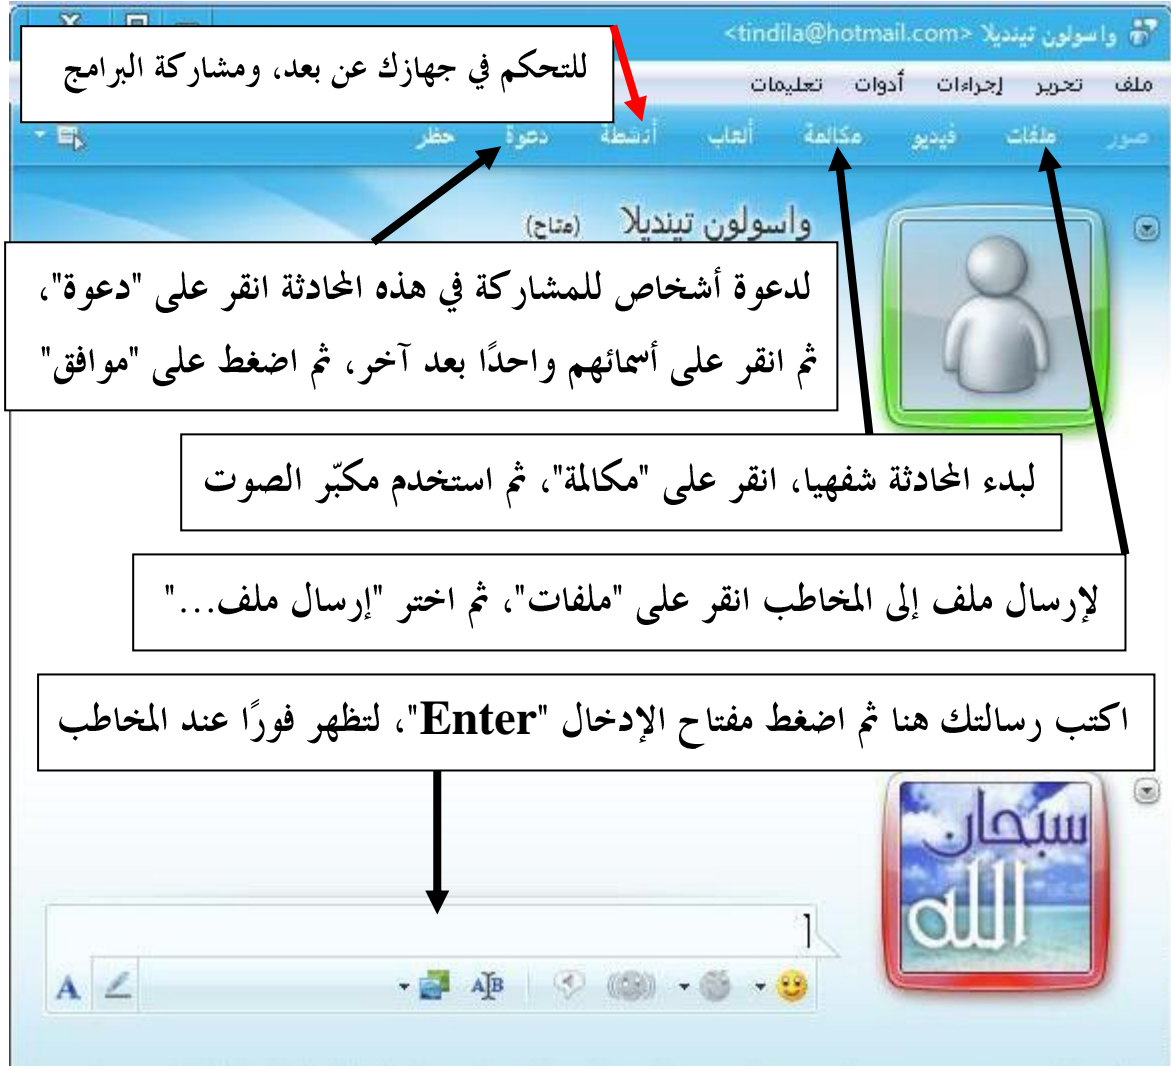 واسولون تينديلا <tindila@hotmail.com>
للتحكم في جهازك عن بعد، ومشاركة البرامج
ملف تحرير إجراءات أدوات تعليمات
صور ملفات فيديو مكالمة ألعاب أنشطة دعوة حظر
واسولون تينديلا (متاح)
لدعوة أشخاص للمشاركة في هذه المحادثة انقر على "دعوة"،
ثم انقر على أسمائهم واحدًا بعد آخر، ثم اضغط على "موافق"
لبدء المحادثة شفهيا، انقر على "مكالمة"، ثم استخدم مكبّر الصوت
لإرسال ملف إلى المخاطب انقر على "ملفات"، ثم اختر "إرسال ملف..."
اكتب رسالتك هنا ثم اضغط مفتاح الإدخال "Enter"، لتظهر فورًا عند المخاطب
سبحان
الله
A
AB